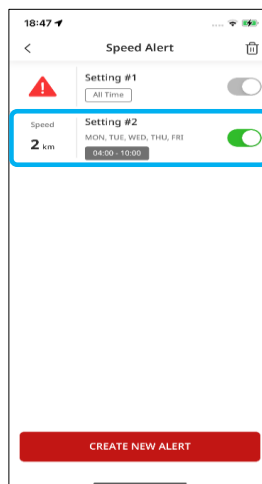 18:47
Speed Alert
Setting #1
All Time
Speed
2 km
Setting #2
MON, TUE, WED, THU, FRI
04:00 - 10:00
CREATE NEW ALERT